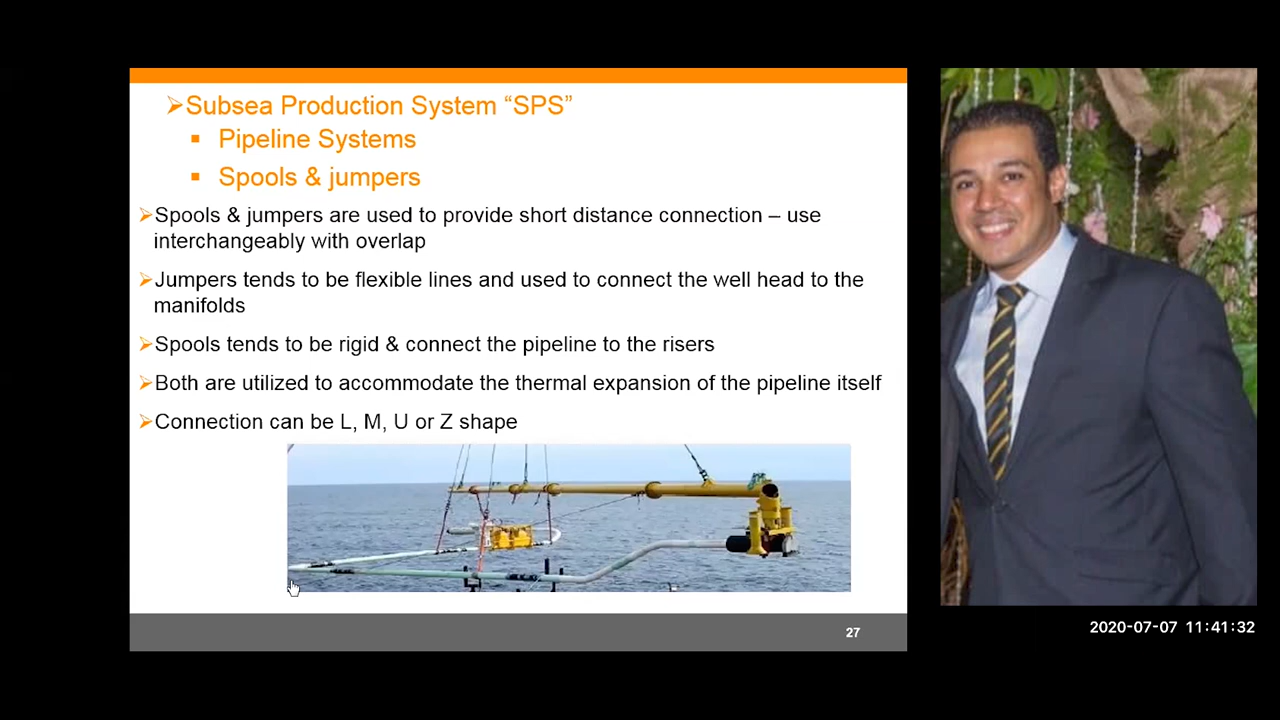 ➢Subsea Production System “SPS”
▪ Pipeline Systems
▪ Spools & jumpers
➢Spools & jumpers are used to provide short distance connection – use
interchangeably with overlap
➢Jumpers tends to be flexible lines and used to connect the well head to the
manifolds
➢Spools tends to be rigid & connect the pipeline to the risers
➢Both are utilized to accommodate the thermal expansion of the pipeline itself
➢Connection can be L, M, U or Z shape
27
2020-07-07 11:41:32